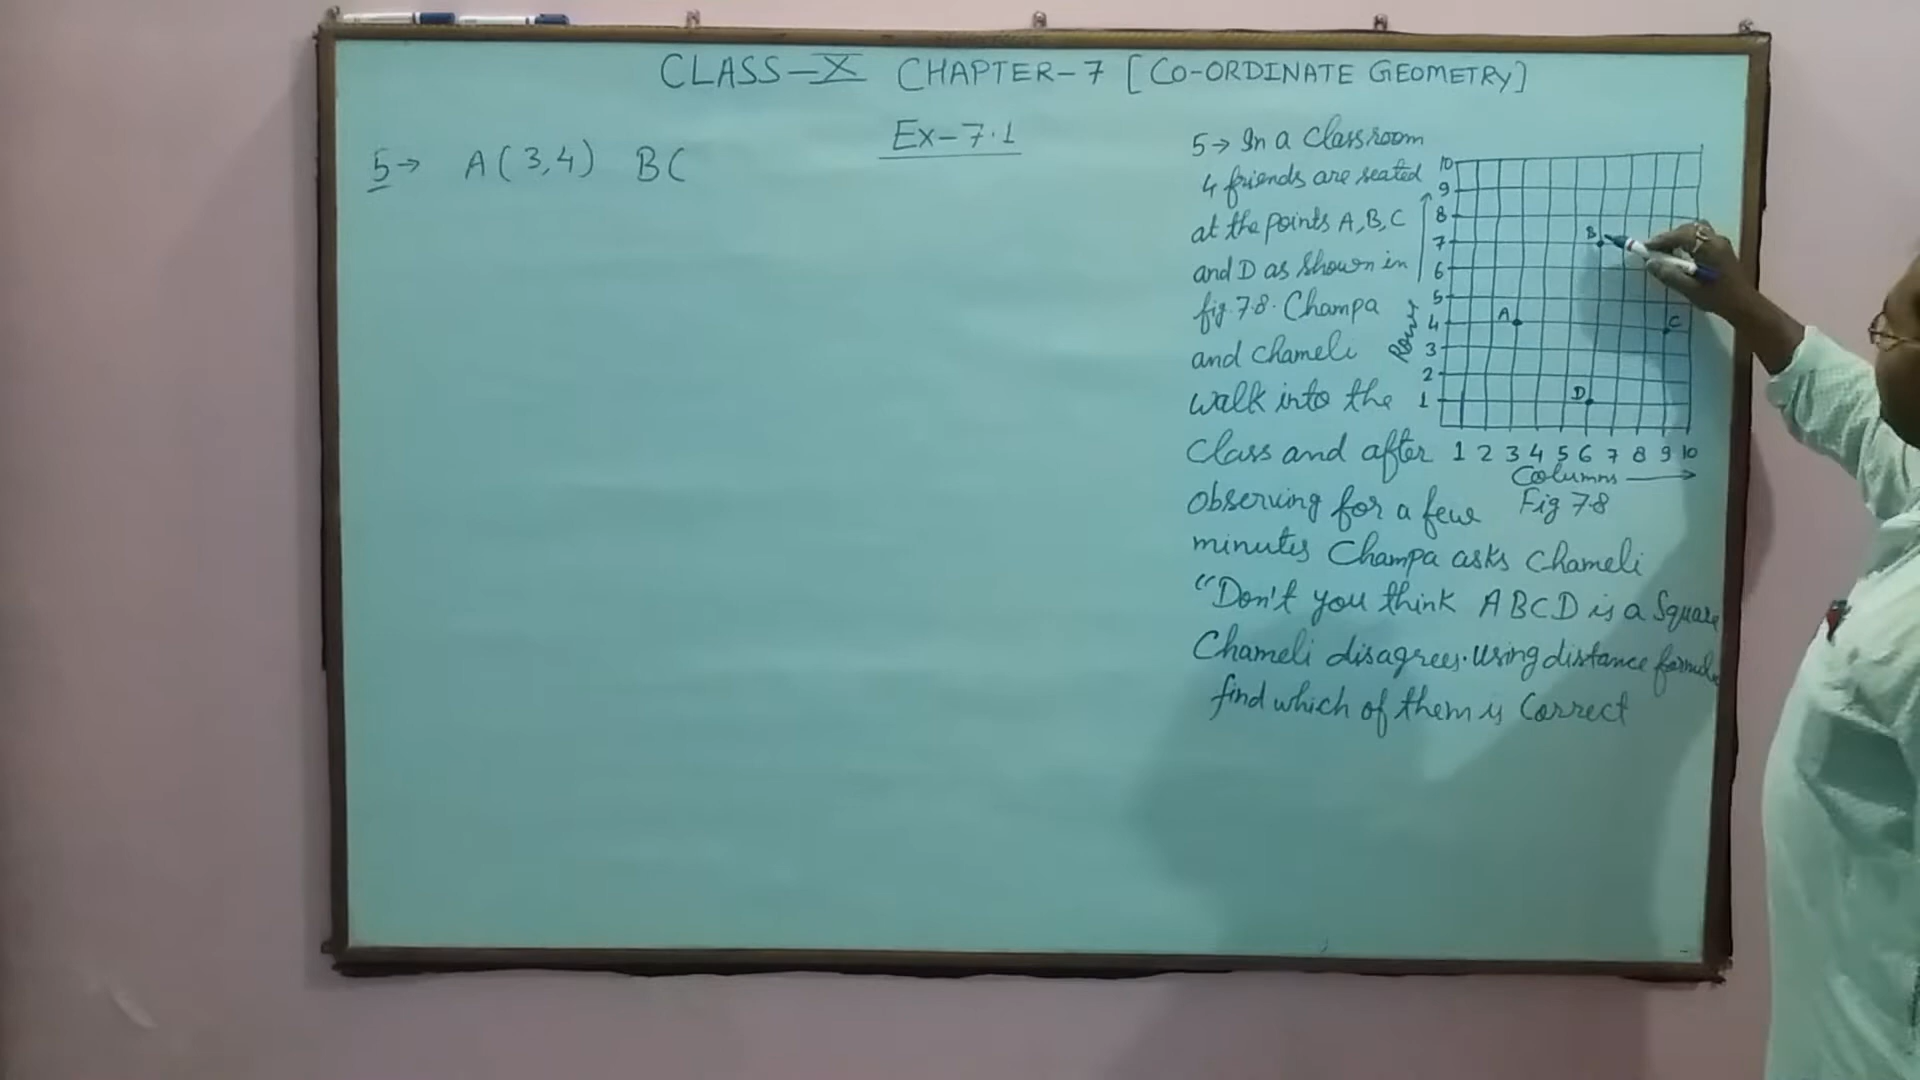 CLASS-X CHAPTER-7 [CO-ORDINATE GEOMETRY]
Ex-7.1
5→ A(3,4) B(
5→ In a Classroom
4 friends are seated
at the points A,B,C
and D as shown in
fig.7.8. Champa
and chameli
walk into the
Class and after
observing for a few
minutes Champa asks Chameli
"Don't you think ABCD is a Square
Chameli disagrees. Using distance formula
find which of them is Correct
10
9
8
7
6
5
4
3
2
1
Rows
B
A
C
D
1 2 3 4 5 6 7 8 9 10
Columns
Fig 7.8